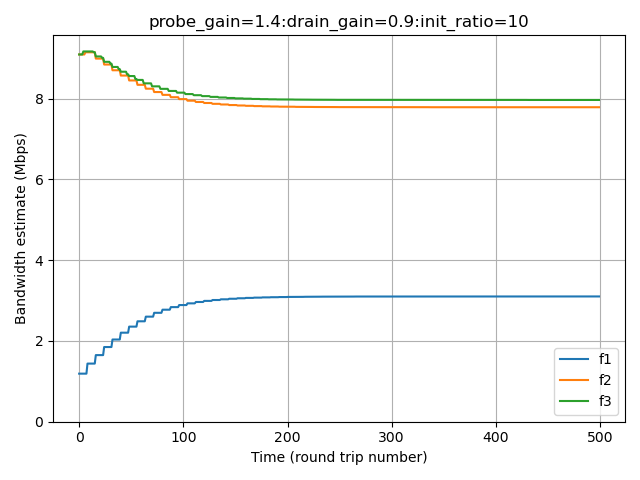 probe_gain=1.4:drain_gain=0.9:init_ratio=10
Bandwidth estimate (Mbps)
8
6
4
2
0
0 100 200 300 400 500
Time (round trip number)
f1
f2
f3